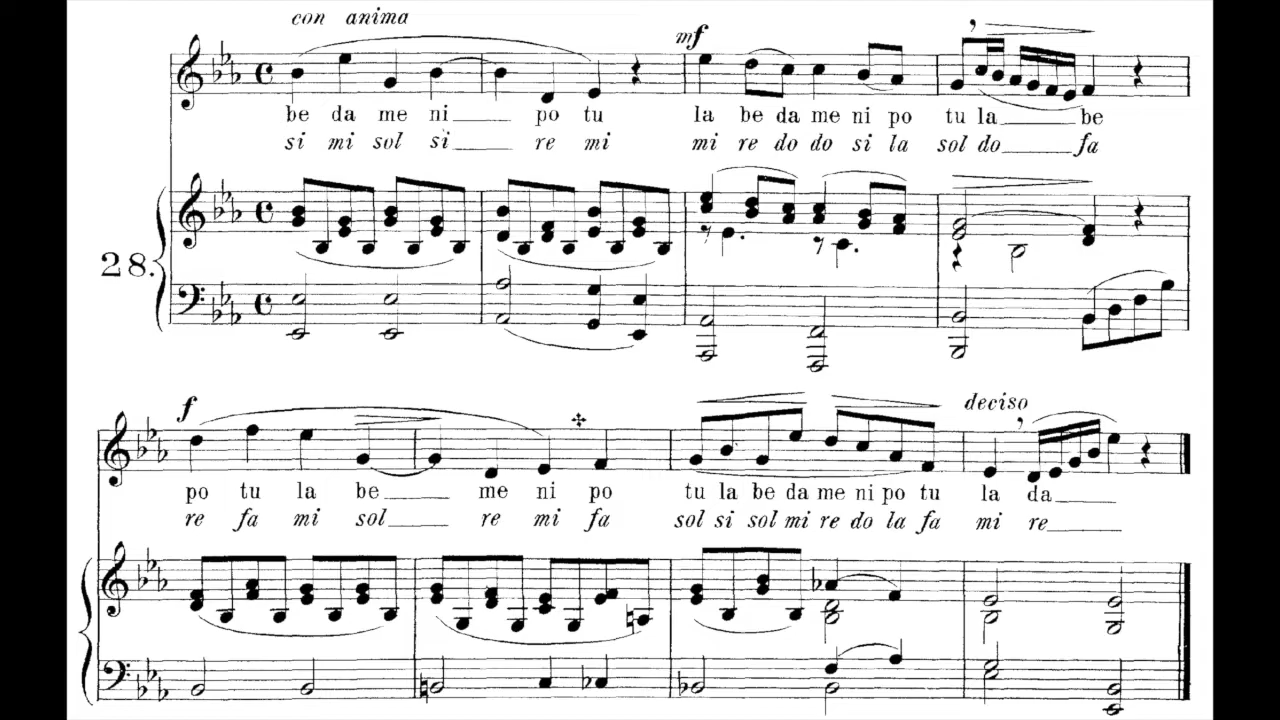 con anima
mf
be da me ni po tu la be da me ni po tu la be
si mi sol si re mi mi re do do si la sol do fa
28.
f
deciso
po tu la be me ni po tu la be da me ni po tu la da
re fa mi sol re mi fa sol si sol mi re do la fa mi re